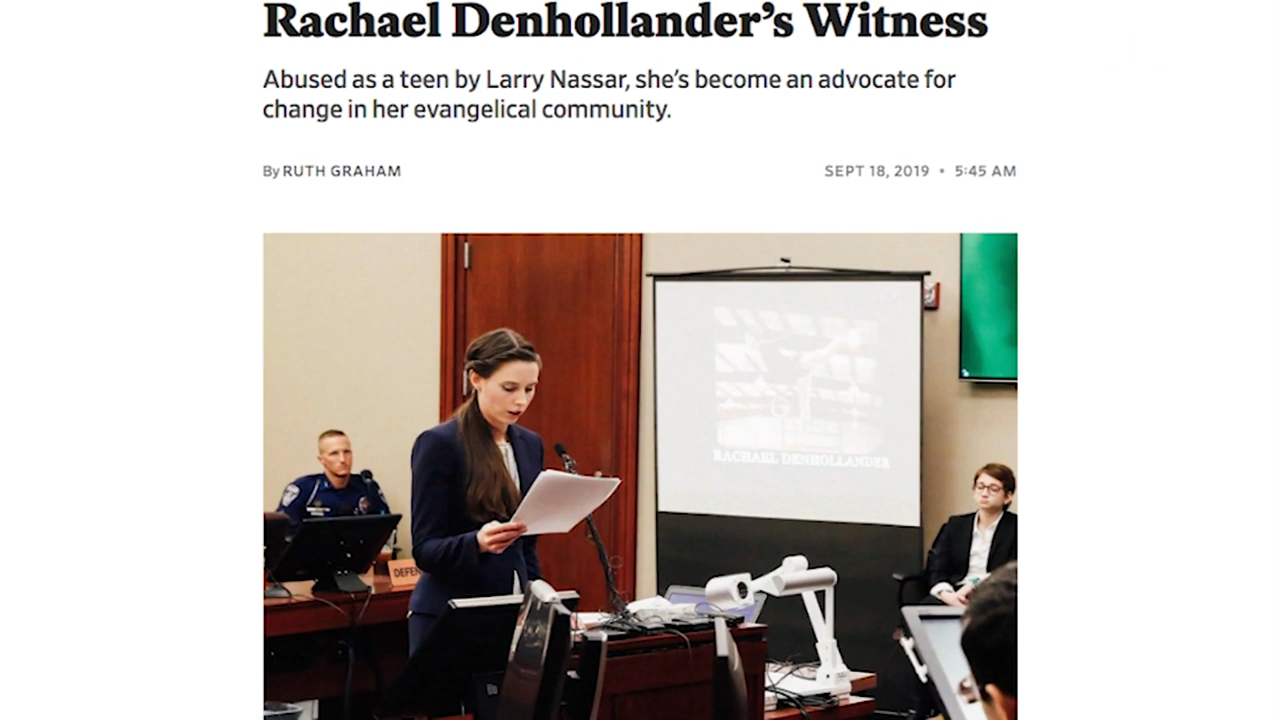 Rachael Denhollander’s Witness
Abused as a teen by Larry Nassar, she’s become an advocate for
change in her evangelical community.
By RUTH GRAHAM
SEPT 18, 2019 • 5:45 AM
RACHAEL DENHOLLANDER
DEFEN